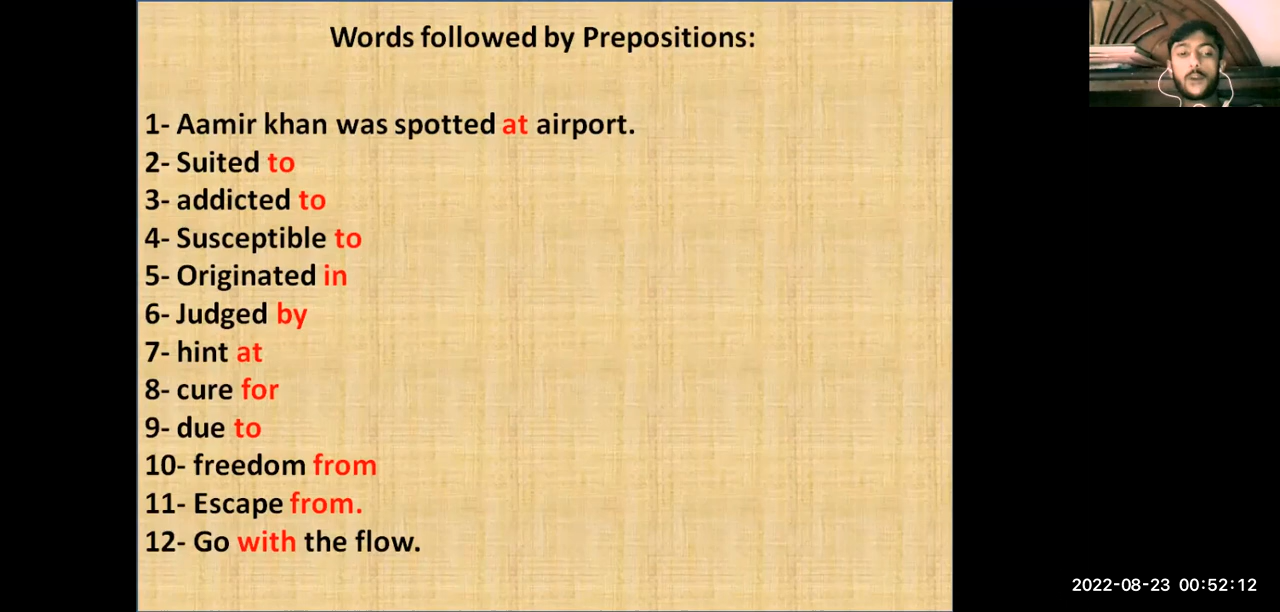 Words followed by Prepositions:
1- Aamir khan was spotted at airport.
2- Suited to
3- addicted to
4- Susceptible to
5- Originated in
6- Judged by
7- hint at
8- cure for
9- due to
10- freedom from
11- Escape from.
12- Go with the flow.
2022-08-23 00:52:12